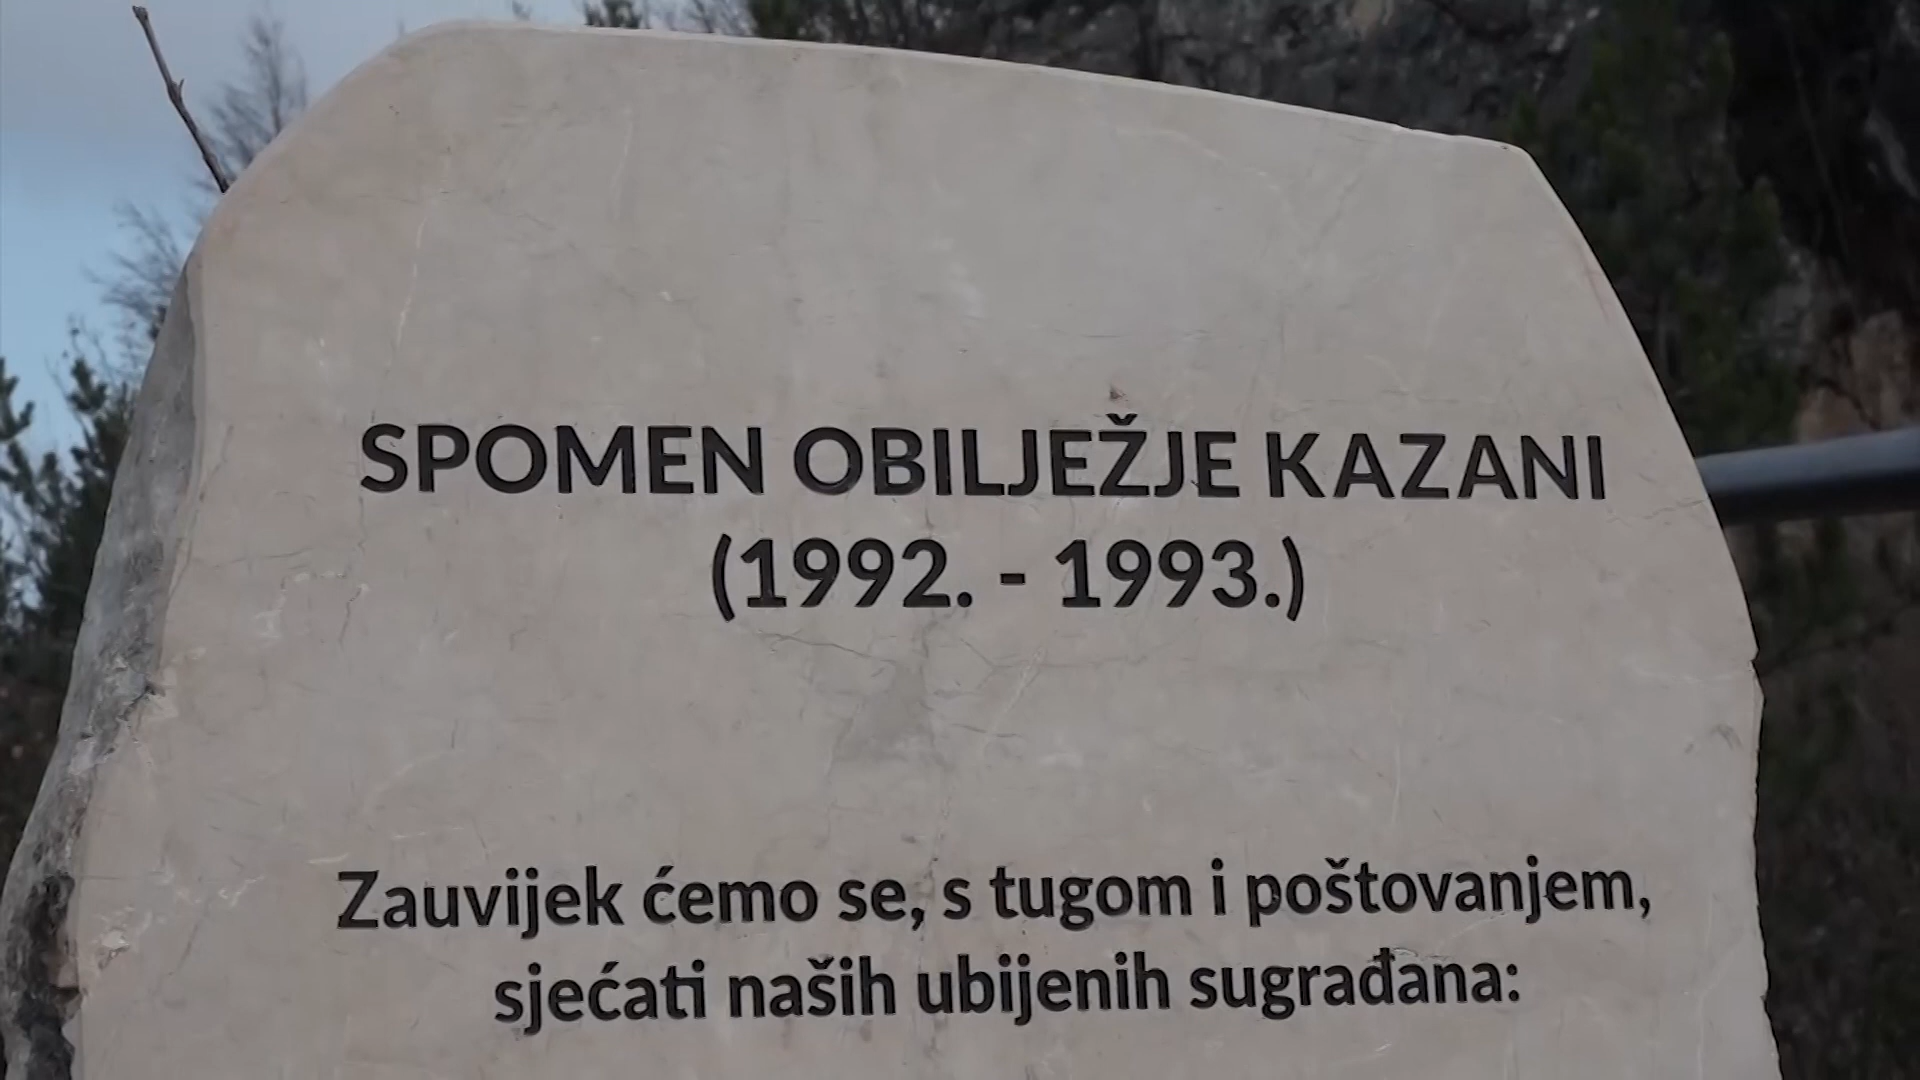 SPOMEN OBILJEŽJE KAZANI
(1992. - 1993.)
Zauvijek ćemo se, s tugom i poštovanjem,
sjećati naših ubijenih sugrađana: